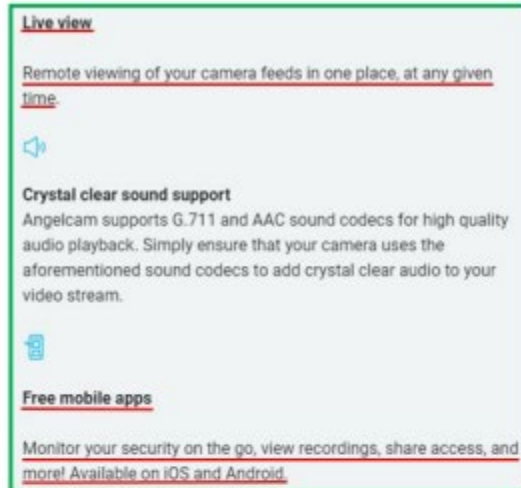 Live view
Remote viewing of your camera feeds in one place, at any given
time.
Crystal clear sound support
Angelcam supports G.711 and AAC sound codecs for high quality
audio playback. Simply ensure that your camera uses the
aforementioned sound codecs to add crystal clear audio to your
video stream.
Free mobile apps
Monitor your security on the go, view recordings, share access, and
more! Available on iOS and Android.